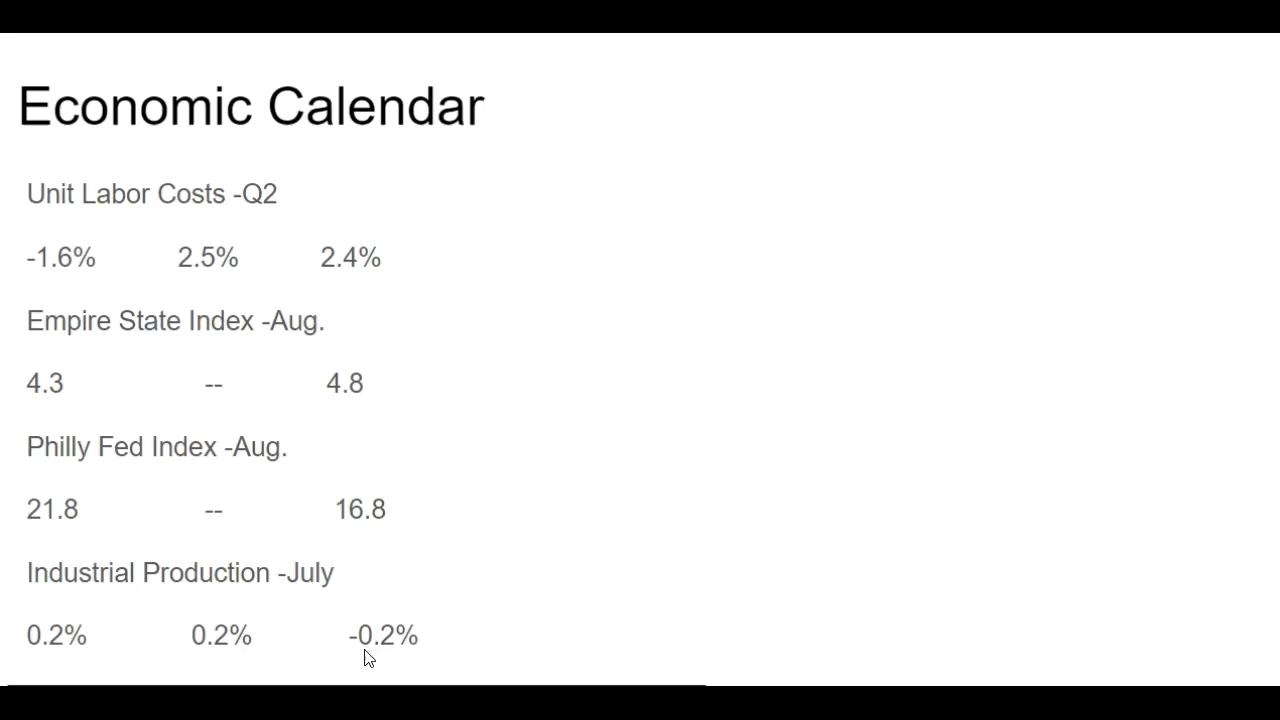 Economic Calendar
Unit Labor Costs -Q2
-1.6% 2.5% 2.4%
Empire State Index -Aug.
4.3 -- 4.8
Philly Fed Index -Aug.
21.8 -- 16.8
Industrial Production -July
0.2% 0.2% -0.2%